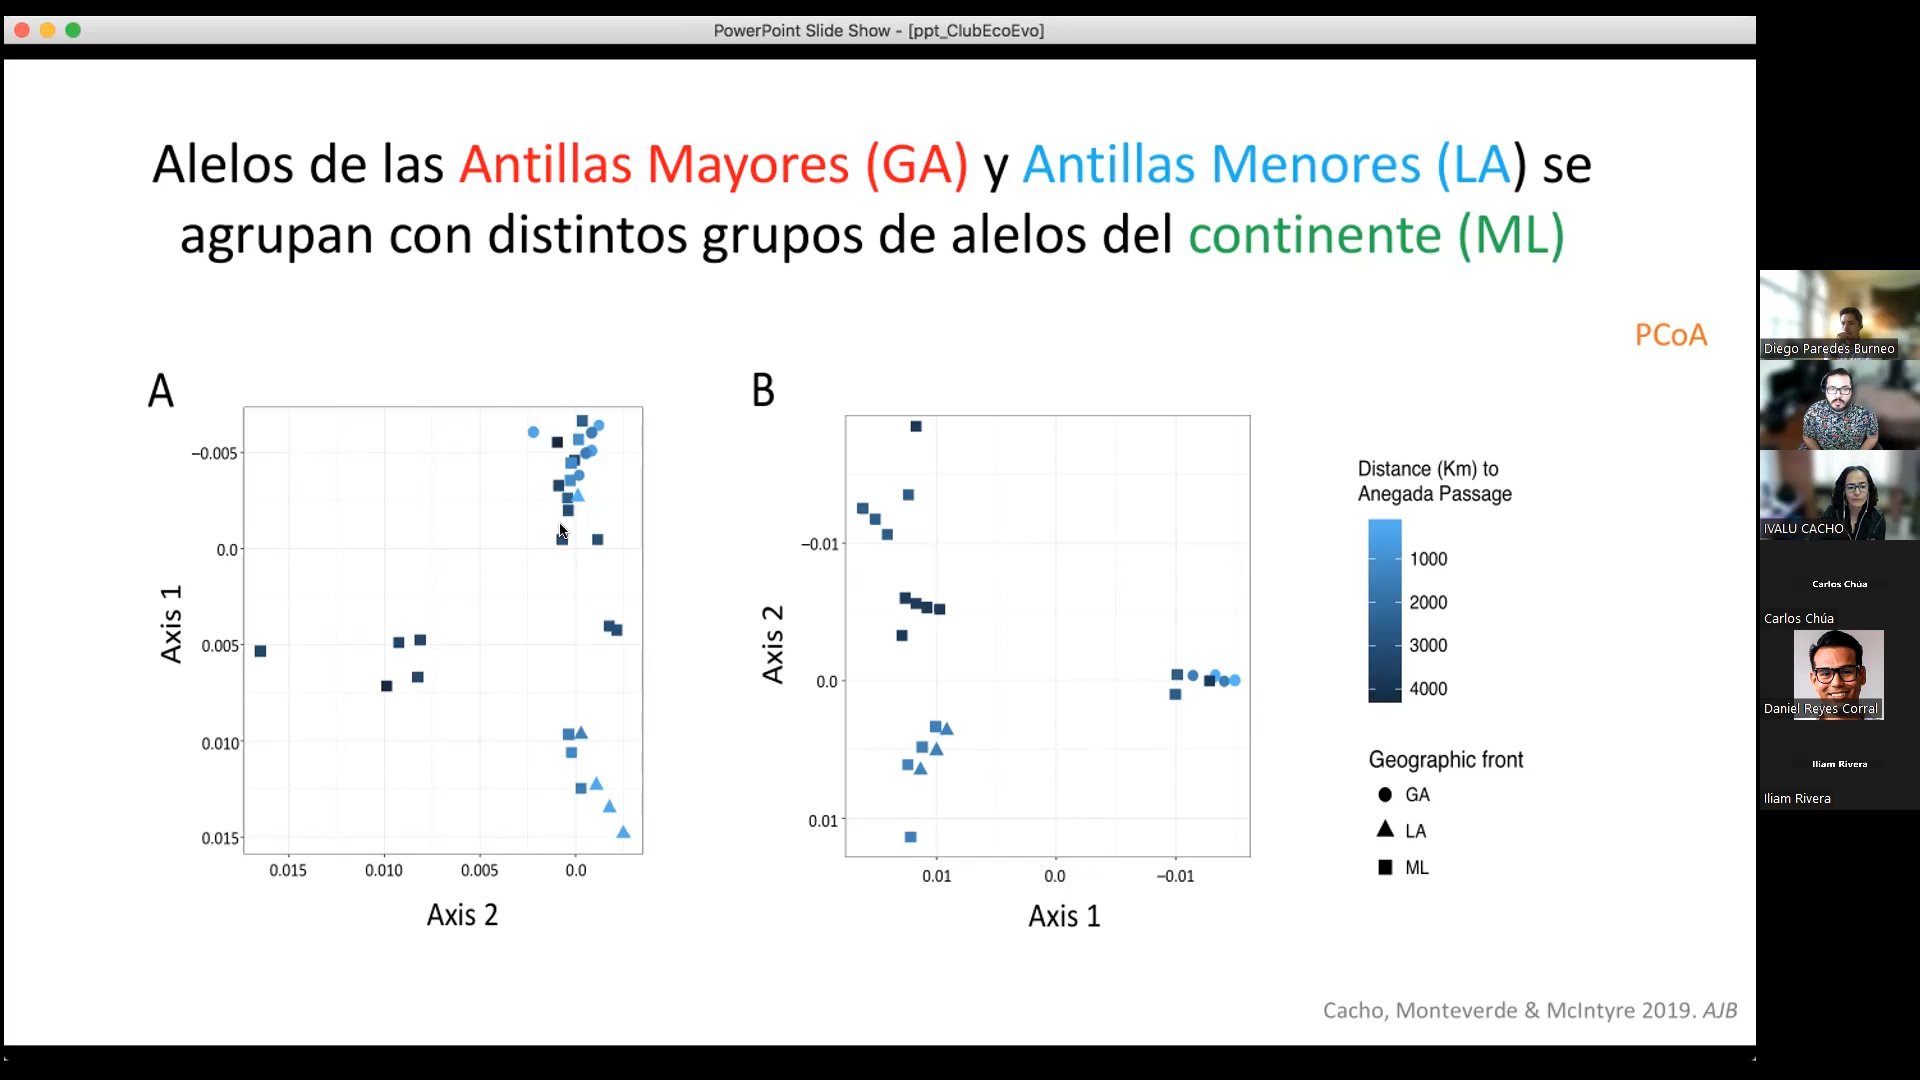 PowerPoint Slide Show - [ppt_ClubEcoEvo]
Alelos de las Antillas Mayores (GA) y Antillas Menores (LA) se
agrupan con distintos grupos de alelos del continente (ML)
PCoA
A
−0.005
0.0
0.005
0.010
0.015
Axis 1
0.015
0.010
0.005
0.0
Axis 2
B
−0.01
0.0
0.01
Axis 2
0.01
0.0
−0.01
Axis 1
Distance (Km) to
Anegada Passage
1000
2000
3000
4000
Geographic front
GA
LA
ML
Cacho, Monteverde & McIntyre 2019. AJB
Diego Paredes Burneo
IVALU CACHO
Carlos Chúa
Carlos Chúa
Daniel Reyes Corral
Iliam Rivera
Iliam Rivera